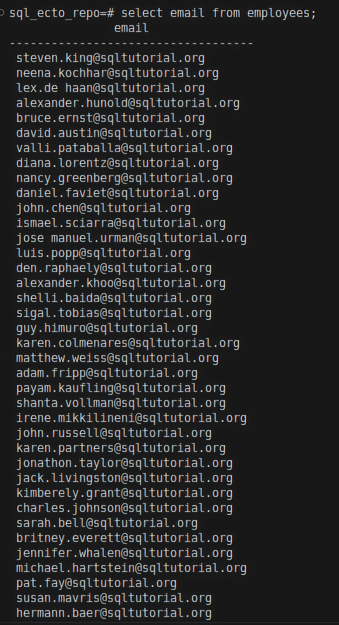 sql_ecto_repo=# select email from employees;
email
----------------------------------
steven.king@sqltutorial.org
neena.kochhar@sqltutorial.org
lex.de haan@sqltutorial.org
alexander.hunold@sqltutorial.org
bruce.ernst@sqltutorial.org
david.austin@sqltutorial.org
valli.pataballa@sqltutorial.org
diana.lorentz@sqltutorial.org
nancy.greenberg@sqltutorial.org
daniel.faviet@sqltutorial.org
john.chen@sqltutorial.org
ismael.sciarra@sqltutorial.org
jose manuel.urman@sqltutorial.org
luis.popp@sqltutorial.org
den.raphaely@sqltutorial.org
alexander.khoo@sqltutorial.org
shelli.baida@sqltutorial.org
sigal.tobias@sqltutorial.org
guy.himuro@sqltutorial.org
karen.colmenares@sqltutorial.org
matthew.weiss@sqltutorial.org
adam.fripp@sqltutorial.org
payam.kaufling@sqltutorial.org
shanta.vollman@sqltutorial.org
irene.mikkilineni@sqltutorial.org
john.russell@sqltutorial.org
karen.partners@sqltutorial.org
jonathon.taylor@sqltutorial.org
jack.livingston@sqltutorial.org
kimberely.grant@sqltutorial.org
charles.johnson@sqltutorial.org
sarah.bell@sqltutorial.org
britney.everett@sqltutorial.org
jennifer.whalen@sqltutorial.org
michael.hartstein@sqltutorial.org
pat.fay@sqltutorial.org
susan.mavris@sqltutorial.org
hermann.baer@sqltutorial.org